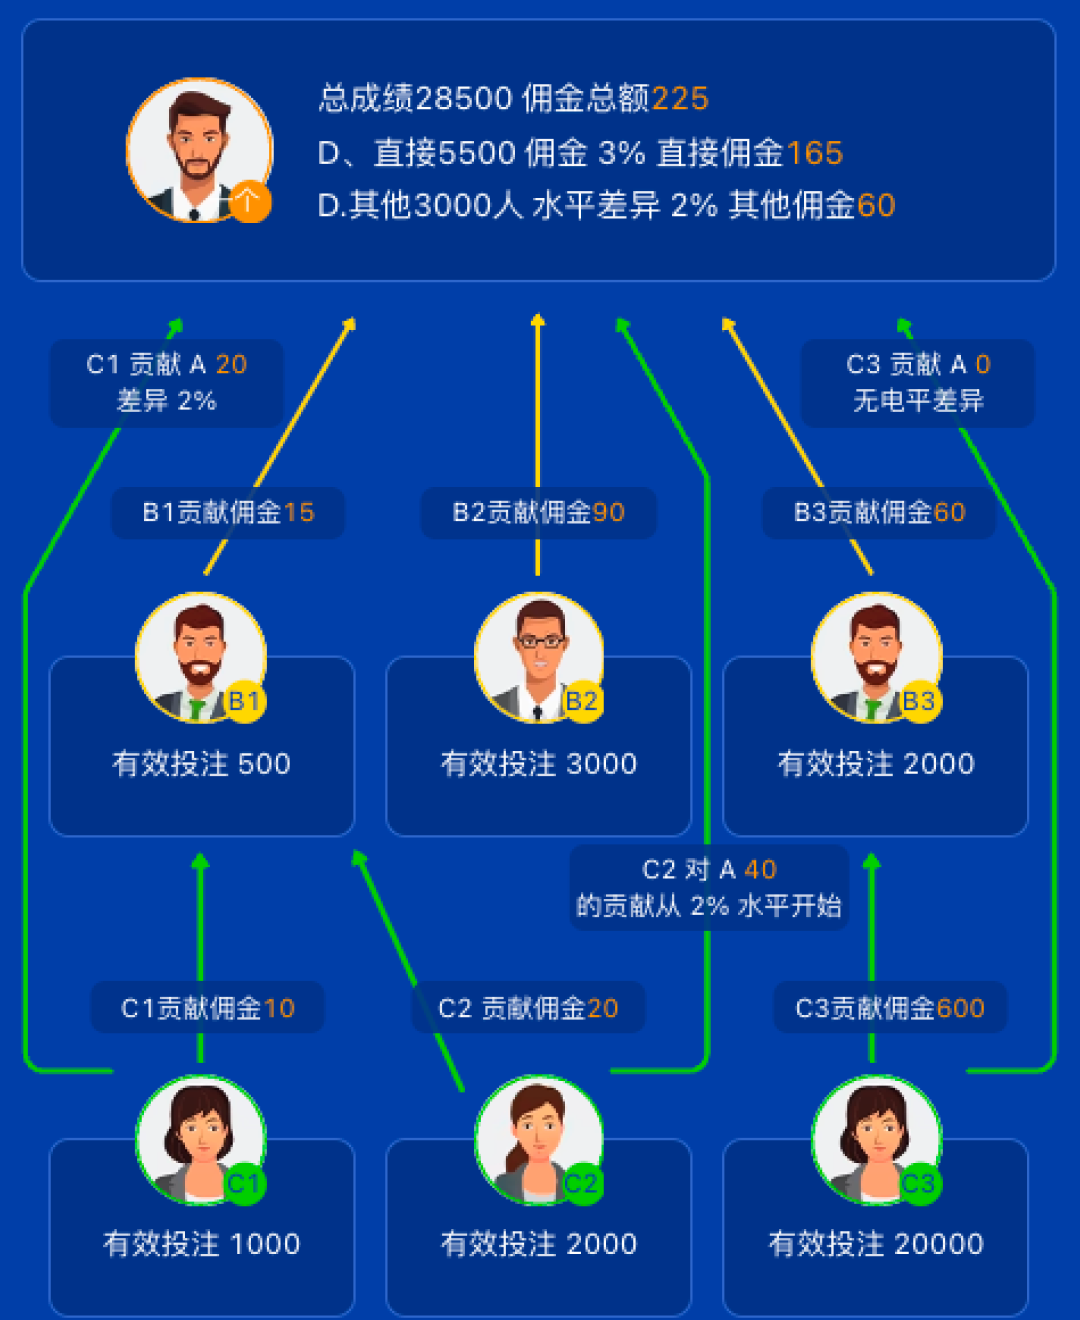 总成绩28500 佣金总额225
D、直接5500 佣金 3% 直接佣金165
D.其他3000人 水平差异 2% 其他佣金60
个
C1 贡献 A 20
差异 2%
C3 贡献 A 0
无电平差异
B1贡献佣金15
B2贡献佣金90
B3贡献佣金60
B1
B2
B3
有效投注 500
有效投注 3000
有效投注 2000
C2 对 A 40
的贡献从 2% 水平开始
C1贡献佣金10
C2 贡献佣金20
C3贡献佣金600
C1
C2
C3
有效投注 1000
有效投注 2000
有效投注 20000